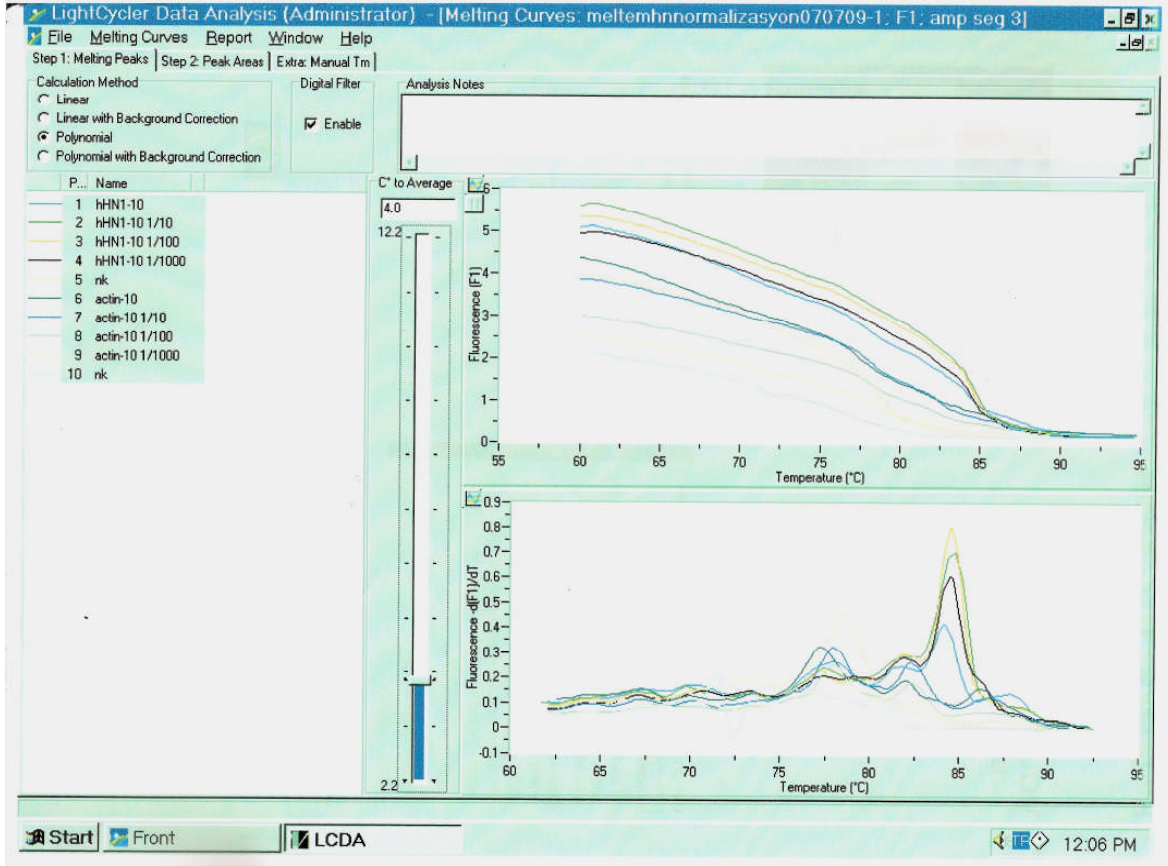 LightCycler Data Analysis (Administrator) - [Melting Curves: meltemhnnormalizasyon070709-1; F1; amp seg 3]
File Melting Curves Report Window Help
Step 1: Melting Peaks Step 2: Peak Areas Extra: Manual Tm
Calculation Method
Linear
Linear with Background Correction
Polynomial
Polynomial with Background Correction
Digital Filter
Enable
Analysis Notes
P... Name
1 hHN1-10
2 hHN1-10 1/10
3 hHN1-10 1/100
4 hHN1-10 1/1000
5 nk
6 actin-10
7 actin-10 1/10
8 actin-10 1/100
9 actin-10 1/1000
10 nk
C° to Average
4.0
12.2
2.2
6
5
4
3
2
1
0
Fluorescence (F1)
55 60 65 70 75 80 85 90 95
Temperature (°C)
0.9
0.8
0.7
0.6
0.5
0.4
0.3
0.2
0.1
0
-0.1
Fluorescence -d(F1)/dT
60 65 70 75 80 85 90 95
Temperature (°C)
Start Front LCDA TR 12:06 PM